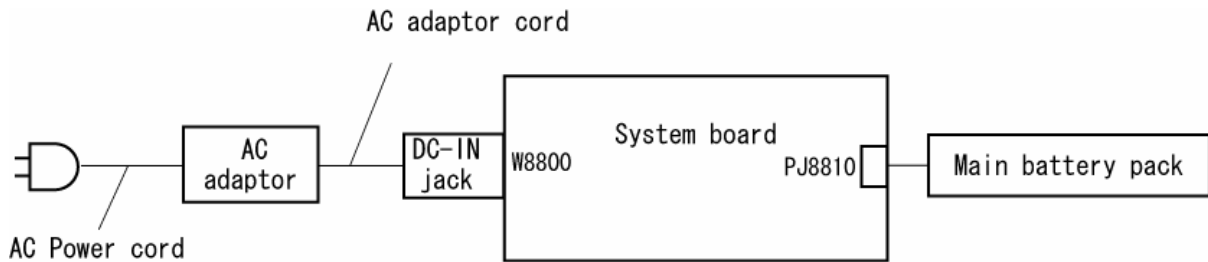 AC adaptor cord
AC
adaptor
DC-IN
jack
W8800
System board
PJ8810
Main battery pack
AC Power cord